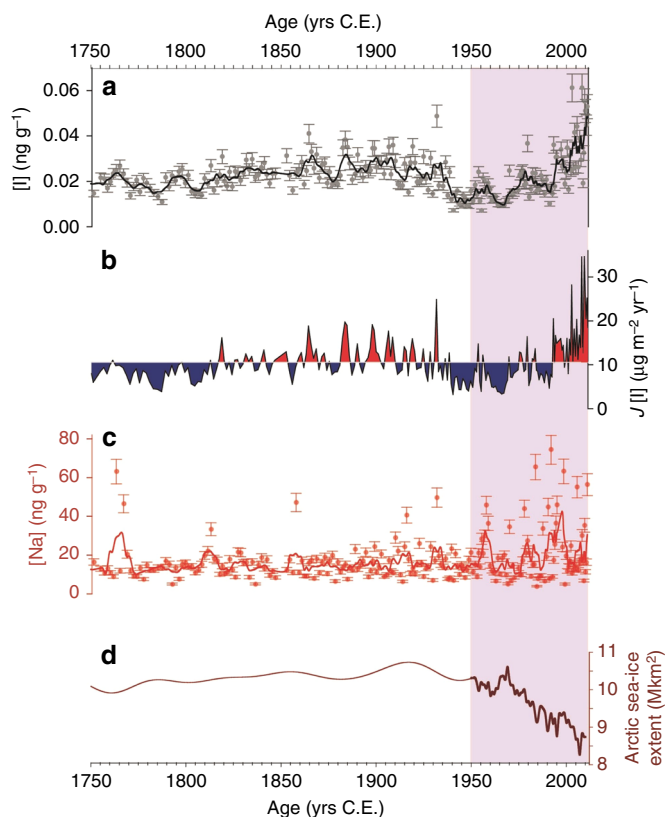 Age (yrs C.E.)
1750 1800 1850 1900 1950 2000
a
0.06
0.04
0.02
0.00
[I] (ng g⁻¹)
b
30
20
10
0
J [I] (µg m⁻² yr⁻¹)
c
80
60
40
20
0
[Na] (ng g⁻¹)
d
11
10
9
8
Arctic sea-ice
extent (Mkm²)
1750 1800 1850 1900 1950 2000
Age (yrs C.E.)